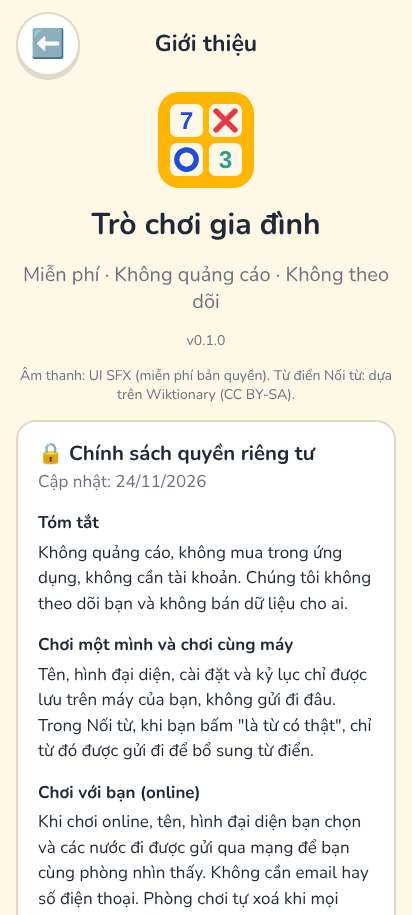 Giới thiệu
7
3
Trò chơi gia đình
Miễn phí · Không quảng cáo · Không theo
dõi
v0.1.0
Âm thanh: UI SFX (miễn phí bản quyền). Từ điển Nối từ: dựa
trên Wiktionary (CC BY-SA).
🔒 Chính sách quyền riêng tư
Cập nhật: 24/11/2026
Tóm tắt
Không quảng cáo, không mua trong ứng
dụng, không cần tài khoản. Chúng tôi không
theo dõi bạn và không bán dữ liệu cho ai.
Chơi một mình và chơi cùng máy
Tên, hình đại diện, cài đặt và kỷ lục chỉ được
lưu trên máy của bạn, không gửi đi đâu.
Trong Nối từ, khi bạn bấm "là từ có thật", chỉ
từ đó được gửi đi để bổ sung từ điển.
Chơi với bạn (online)
Khi chơi online, tên, hình đại diện bạn chọn
và các nước đi được gửi qua mạng để bạn
cùng phòng nhìn thấy. Không cần email hay
số điện thoại. Phòng chơi tự xoá khi mọi